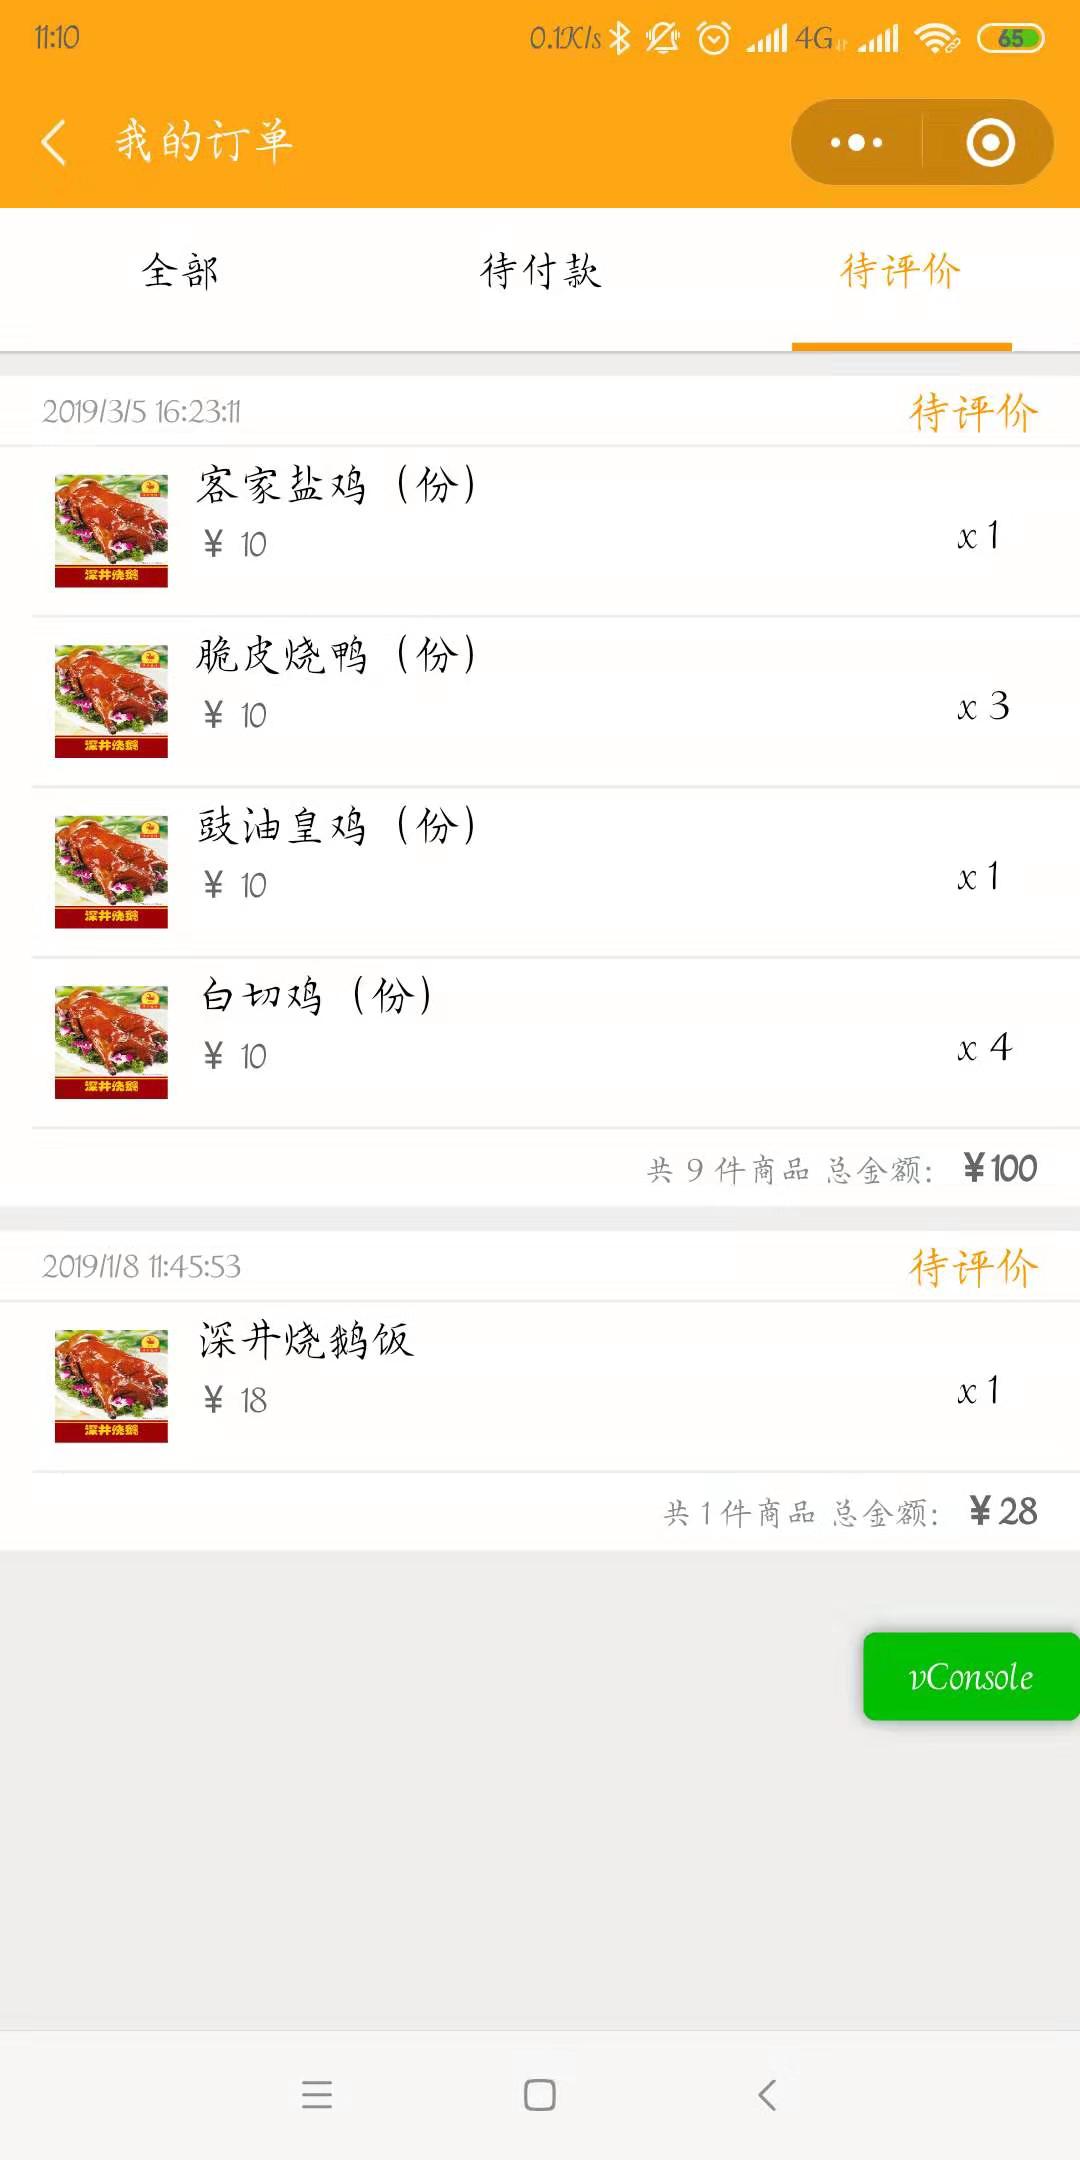 11:10 0.1K/s 4G 65
我的订单
全部 待付款 待评价
2019/3/5 16:23:11 待评价
客家盐鸡（份）
¥ 10 x 1
深井烧鹅
脆皮烧鸭（份）
¥ 10 x 3
深井烧鹅
豉油皇鸡（份）
¥ 10 x 1
深井烧鹅
白切鸡（份）
¥ 10 x 4
深井烧鹅
共 9 件商品 总金额： ¥100
2019/1/8 11:45:53 待评价
深井烧鹅饭
¥ 18 x 1
深井烧鹅
共 1 件商品 总金额： ¥28
vConsole